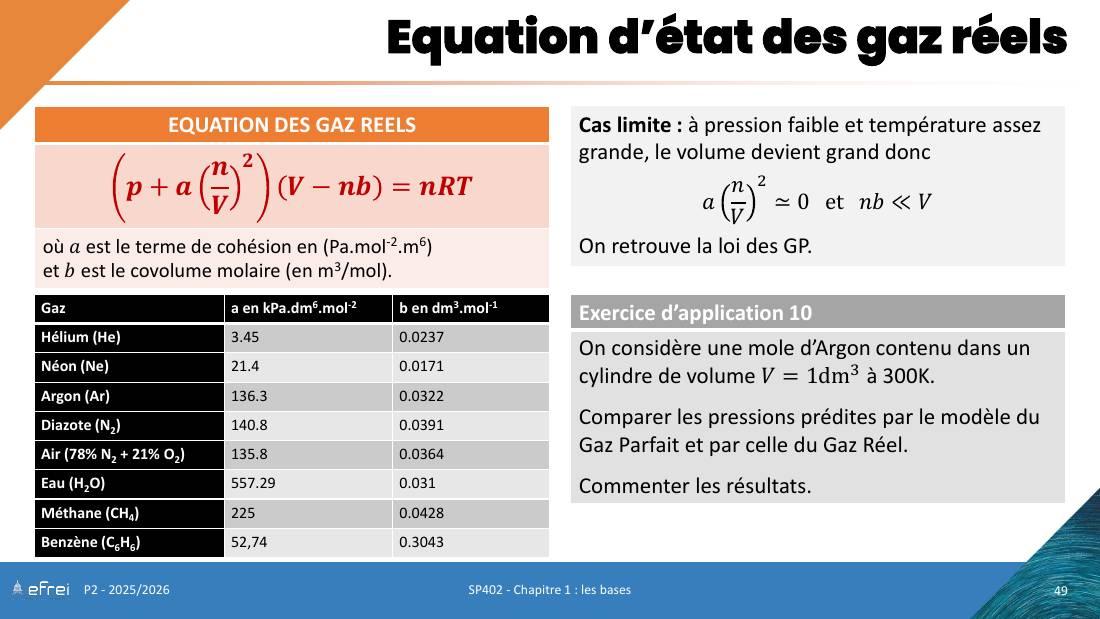 Equation d’état des gaz réels
EQUATION DES GAZ REELS
(p + a (n/V)²) (V − nb) = nRT
où a est le terme de cohésion en (Pa.mol⁻².m⁶)
et b est le covolume molaire (en m³/mol).
Gaz a en kPa.dm⁶.mol⁻² b en dm³.mol⁻¹
Hélium (He) 3.45 0.0237
Néon (Ne) 21.4 0.0171
Argon (Ar) 136.3 0.0322
Diazote (N₂) 140.8 0.0391
Air (78% N₂ + 21% O₂) 135.8 0.0364
Eau (H₂O) 557.29 0.031
Méthane (CH₄) 225 0.0428
Benzène (C₆H₆) 52,74 0.3043
Cas limite : à pression faible et température assez
grande, le volume devient grand donc
a (n/V)² ≃ 0 et nb ≪ V
On retrouve la loi des GP.
Exercice d’application 10
On considère une mole d’Argon contenu dans un
cylindre de volume V = 1dm³ à 300K.
Comparer les pressions prédites par le modèle du
Gaz Parfait et par celle du Gaz Réel.
Commenter les résultats.
efrei P2 - 2025/2026
SP402 - Chapitre 1 : les bases
49